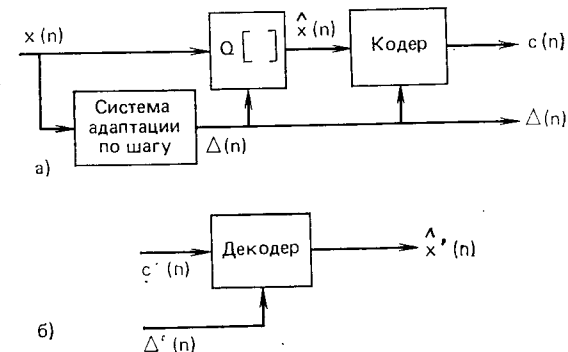 x (n)
Q [ ]
x̂ (n)
Кодер
c (n)
Система
адаптации
по шагу
Δ (n)
Δ (n)
а)
c' (n)
Декодер
x̂' (n)
Δ' (n)
б)